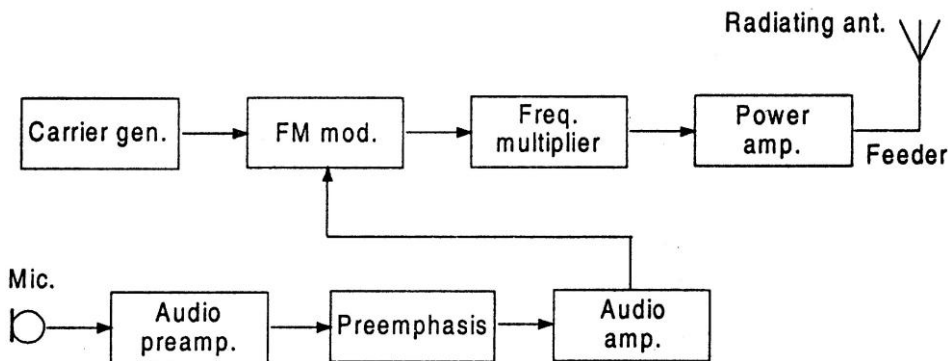 Radiating ant.
Carrier gen.
FM mod.
Freq.
multiplier
Power
amp.
Feeder
Mic.
Audio
preamp.
Preemphasis
Audio
amp.